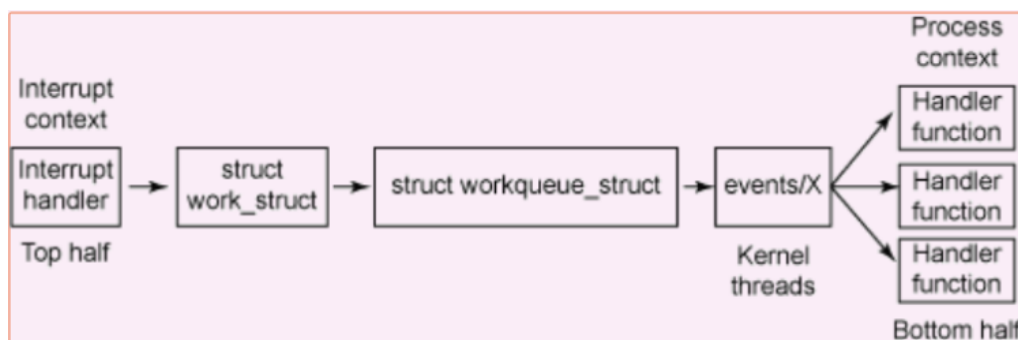 Interrupt
context
Interrupt
handler
Top half
struct
work_struct
struct workqueue_struct
events/X
Kernel
threads
Process
context
Handler
function
Handler
function
Handler
function
Bottom half